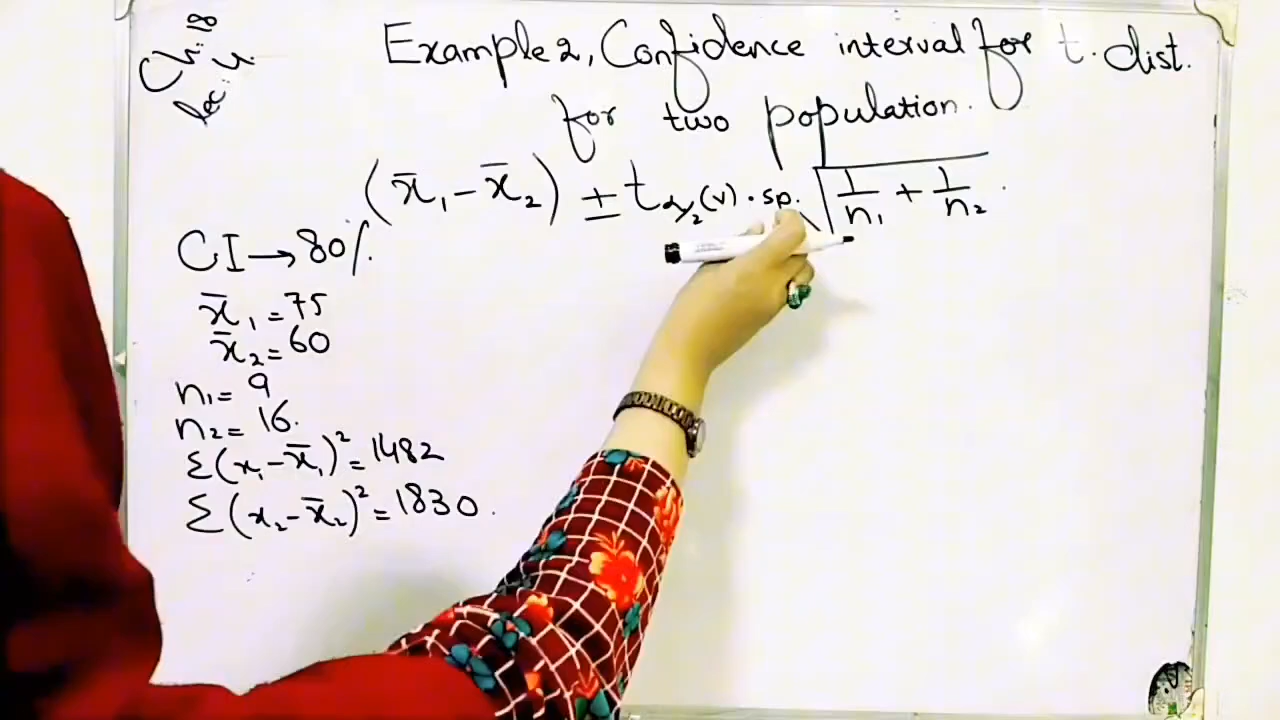 Ch: 18
lec: 4
Example 2, Confidence interval for t. dist.
for two population.
(x̄₁ - x̄₂) ± t α/2 (v) . sp. √ 1/n₁ + 1/n₂ .
CI → 80%.
x̄₁ = 75
x̄₂ = 60
n₁ = 9
n₂ = 16.
Σ(x₁ - x̄₁)² = 1482
Σ(x₂ - x̄₂)² = 1830.